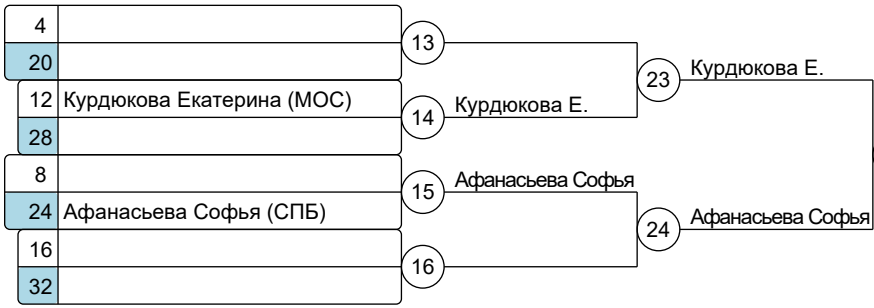 4
13
20
23 Курдюкова Е.
12 Курдюкова Екатерина (МОС)
14 Курдюкова Е.
28
8
15 Афанасьева Софья
24 Афанасьева Софья (СПБ)
24 Афанасьева Софья
16
16
32